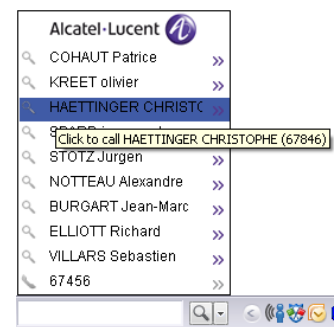 Alcatel·Lucent
COHAUT Patrice
KREET olivier
HAETTINGER CHRISTC
Click to call HAETTINGER CHRISTOPHE (67846)
STOTZ Jurgen
NOTTEAU Alexandre
BURGART Jean-Marc
ELLIOTT Richard
VILLARS Sebastien
67456